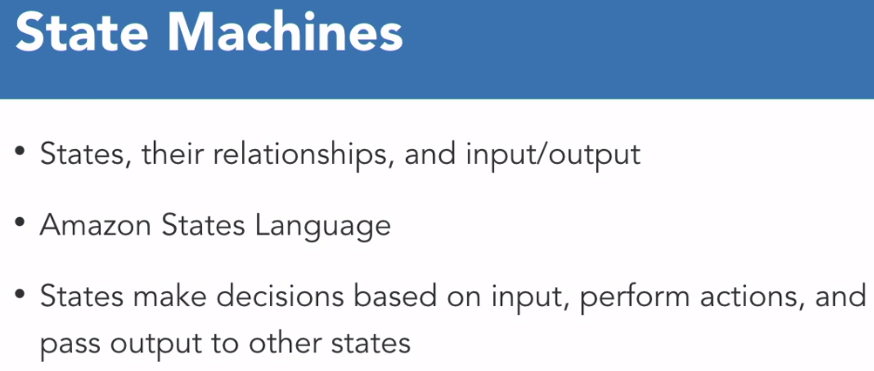 State Machines
• States, their relationships, and input/output
• Amazon States Language
• States make decisions based on input, perform actions, and
pass output to other states